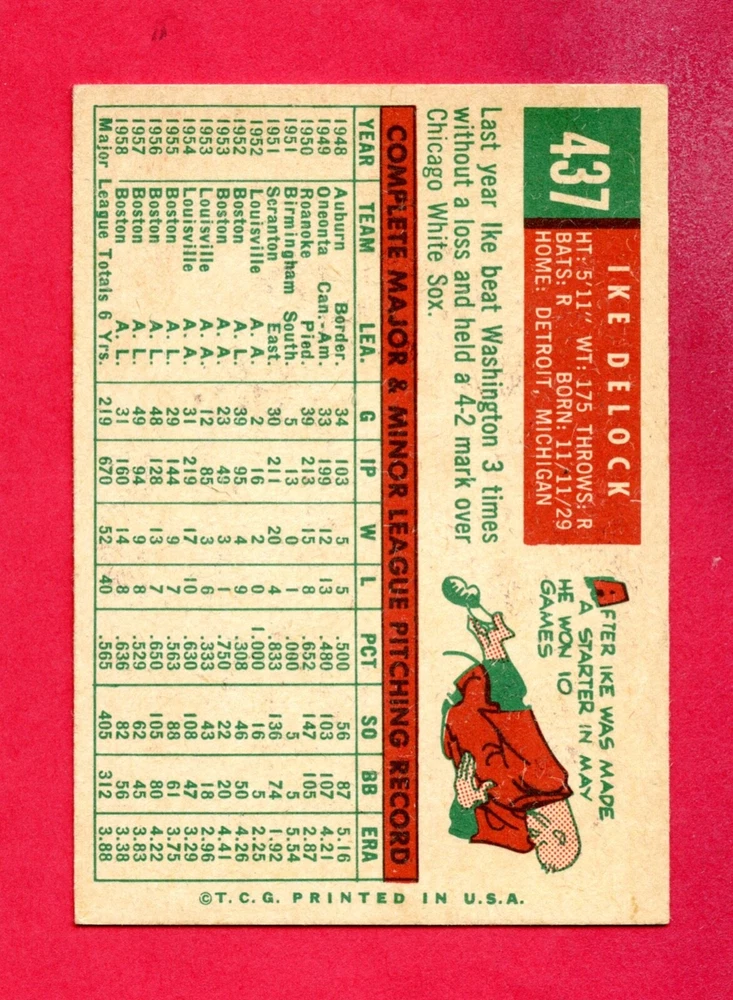 437
IKE DELOCK
HT: 5'11" WT: 175 THROWS: R
BATS: R BORN: 11/11/29
HOME: DETROIT, MICHIGAN
Last year Ike beat Washington 3 times
without a loss and held a 4-2 mark over
Chicago White Sox.
AFTER IKE WAS MADE
A STARTER IN MAY
HE WON 10
GAMES
COMPLETE MAJOR & MINOR LEAGUE PITCHING RECORD
YEAR TEAM LEA. G IP W L PCT SO BB ERA
1948 Auburn Border. 34 103 5 5 .500 56 87 5.16
1949 Oneonta Can.-Am. 33 199 12 13 .480 103 107 4.21
1950 Roanoke Pied. 39 213 15 8 .652 147 105 2.87
1951 Birmingham South. 5 13 0 1 .000 5 5 5.54
1951 Scranton East. 30 211 20 4 .833 136 74 1.92
1952 Louisville A. A. 2 16 2 0 1.000 16 5 2.25
1952 Boston A. L. 39 95 4 9 .308 46 50 4.26
1953 Boston A. L. 23 49 3 1 .750 22 20 4.41
1953 Louisville A. A. 12 85 3 6 .333 43 18 2.96
1954 Louisville A. A. 31 219 17 10 .630 108 47 3.29
1955 Boston A. L. 29 144 9 7 .563 88 61 3.75
1956 Boston A. L. 48 128 13 7 .650 105 80 4.22
1957 Boston A. L. 49 94 9 8 .529 62 45 3.83
1958 Boston A. L. 31 160 14 8 .636 82 56 3.38
Major League Totals 6 Yrs. 219 670 52 40 .565 405 312 3.88
©T.C.G. PRINTED IN U.S.A.